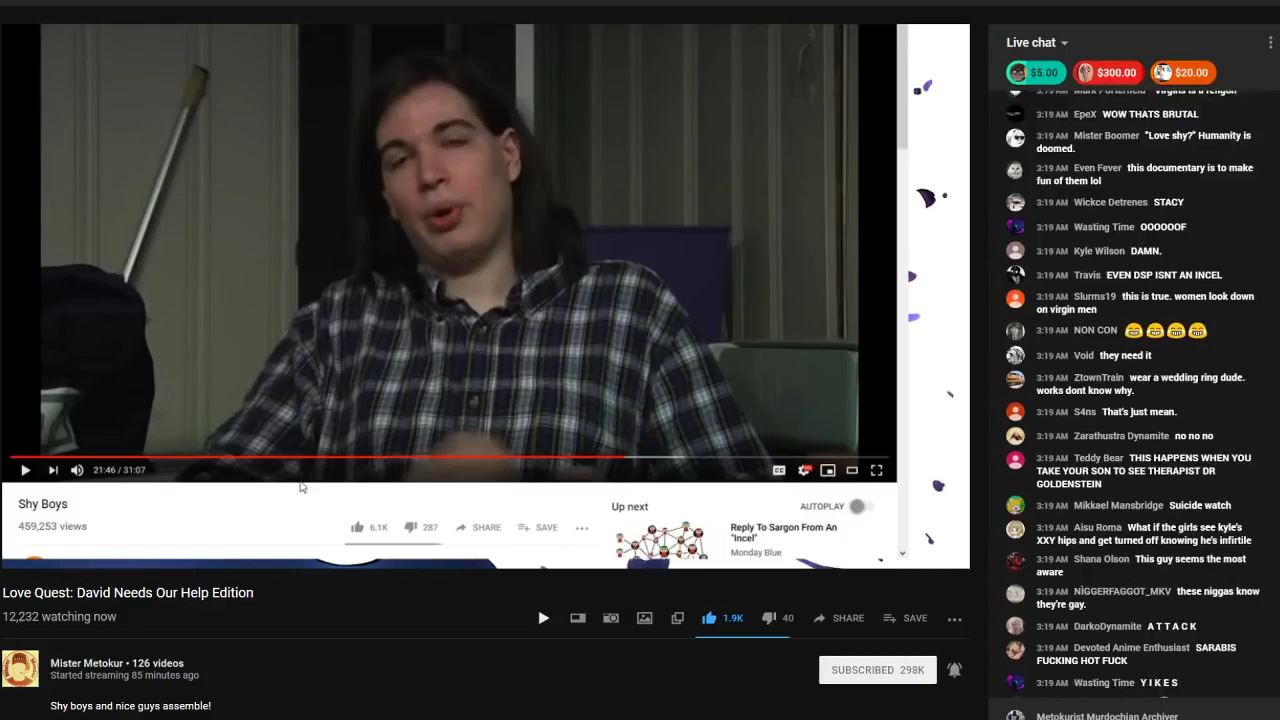 Live chat
$5.00 $300.00 $20.00
3:19 AM Mark Porterfield Virgins is a religon
3:19 AM EpeX WOW THATS BRUTAL
3:19 AM Mister Boomer "Love shy?" Humanity is
doomed.
3:19 AM Even Fever this documentary is to make
fun of them lol
3:19 AM Wickce Detrenes STACY
3:19 AM Wasting Time OOOOOOF
3:19 AM Kyle Wilson DAMN.
3:19 AM Travis EVEN DSP ISNT AN INCEL
3:19 AM Slurms19 this is true. women look down
on virgin men
3:19 AM NON CON 😂😂😂😂
3:19 AM Void they need it
3:19 AM ZtownTrain wear a wedding ring dude.
works dont know why.
3:19 AM S4ns That's just mean.
3:19 AM Zarathustra Dynamite no no no
3:19 AM Teddy Bear THIS HAPPENS WHEN YOU
TAKE YOUR SON TO SEE THERAPIST DR
GOLDENSTEIN
3:19 AM Mikkael Mansbridge Suicide watch
3:19 AM Aisu Roma What if the girls see kyle's
XXY hips and get turned off knowing he's infirtile
3:19 AM Shana Olson This guy seems the most
aware
3:19 AM NÌGGERFAGGOT_MKV these niggas know
they're gay.
3:19 AM DarkoDynamite A T T A C K
3:19 AM Devoted Anime Enthusiast SARABIS
FUCKING HOT FUCK
3:19 AM Wasting Time Y I K E S
Metokurist Murdochian Archiver
21:46 / 31:07
CC
Shy Boys
459,253 views
6.1K 287 SHARE SAVE
Up next
AUTOPLAY
Reply To Sargon From An
"Incel"
Monday Blue
Love Quest: David Needs Our Help Edition
12,232 watching now
1.9K 40 SHARE SAVE
Mister Metokur • 126 videos
Started streaming 85 minutes ago
SUBSCRIBED 298K
Shy boys and nice guys assemble!